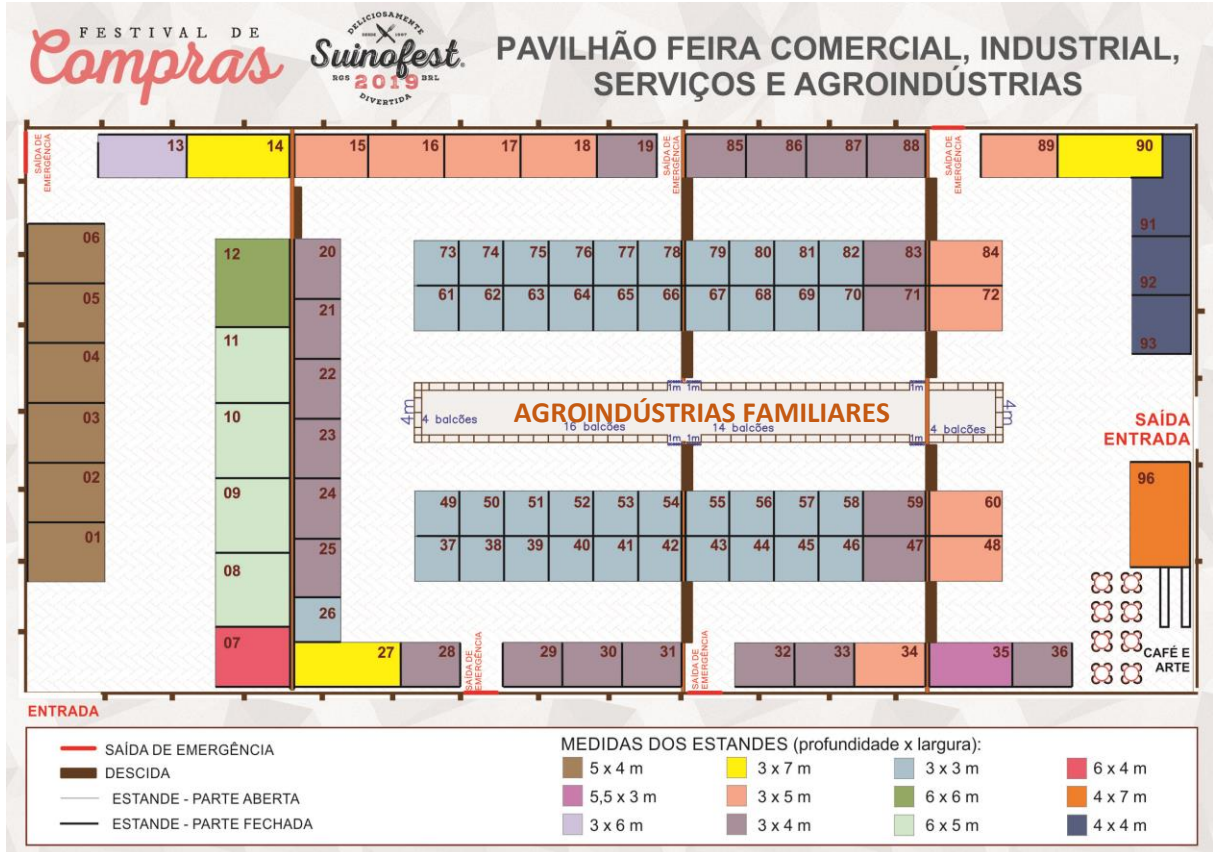 FESTIVAL DE
Compras
DELICIOSAMENTE
DESDE 1997
Suinofest.
RGS 2019 BRL
DIVERTIDA
PAVILHÃO FEIRA COMERCIAL, INDUSTRIAL,
SERVIÇOS E AGROINDÚSTRIAS
SAÍDA DE
EMERGÊNCIA
13 14 15 16 17 18 19
SAÍDA DE
EMERGÊNCIA
85 86 87 88
SAÍDA DE
EMERGÊNCIA
89 90
91
92
93
06
05
04
03
02
01
12
11
10
09
08
07
20
21
22
23
24
25
26
73 74 75 76 77 78 79 80 81 82 83 84
61 62 63 64 65 66 67 68 69 70 71 72
1m 1m 1m
AGROINDÚSTRIAS FAMILIARES
4m 4 balcões 16 balcões 14 balcões 4 balcões 4m
1m 1m 1m
SAÍDA
ENTRADA
96
49 50 51 52 53 54 55 56 57 58 59 60
37 38 39 40 41 42 43 44 45 46 47 48
27 28
SAÍDA DE
EMERGÊNCIA
29 30 31
SAÍDA DE
EMERGÊNCIA
32 33 34 35 36
CAFÉ E
ARTE
ENTRADA
SAÍDA DE EMERGÊNCIA
DESCIDA
ESTANDE - PARTE ABERTA
ESTANDE - PARTE FECHADA
MEDIDAS DOS ESTANDES (profundidade x largura):
5 x 4 m 3 x 7 m 3 x 3 m 6 x 4 m
5,5 x 3 m 3 x 5 m 6 x 6 m 4 x 7 m
3 x 6 m 3 x 4 m 6 x 5 m 4 x 4 m